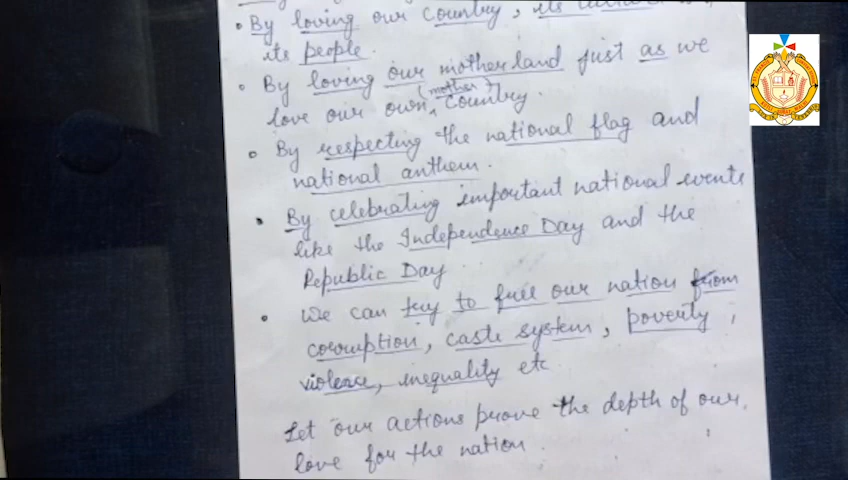 • By loving our country, its
its people.
• By loving our motherland just as we
(mother)
love our own ^ country.
• By respecting the national flag and
national anthem.
• By celebrating important national events
like the Independence Day and the
Republic Day
• We can try to free our nation from
corruption, caste system, poverty,
violence, inequality etc
Let our actions prove the depth of our
love for the nation.